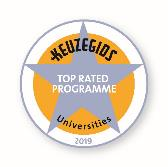 KEUZEGIDS
TOP RATED
PROGRAMME
Universities
2019